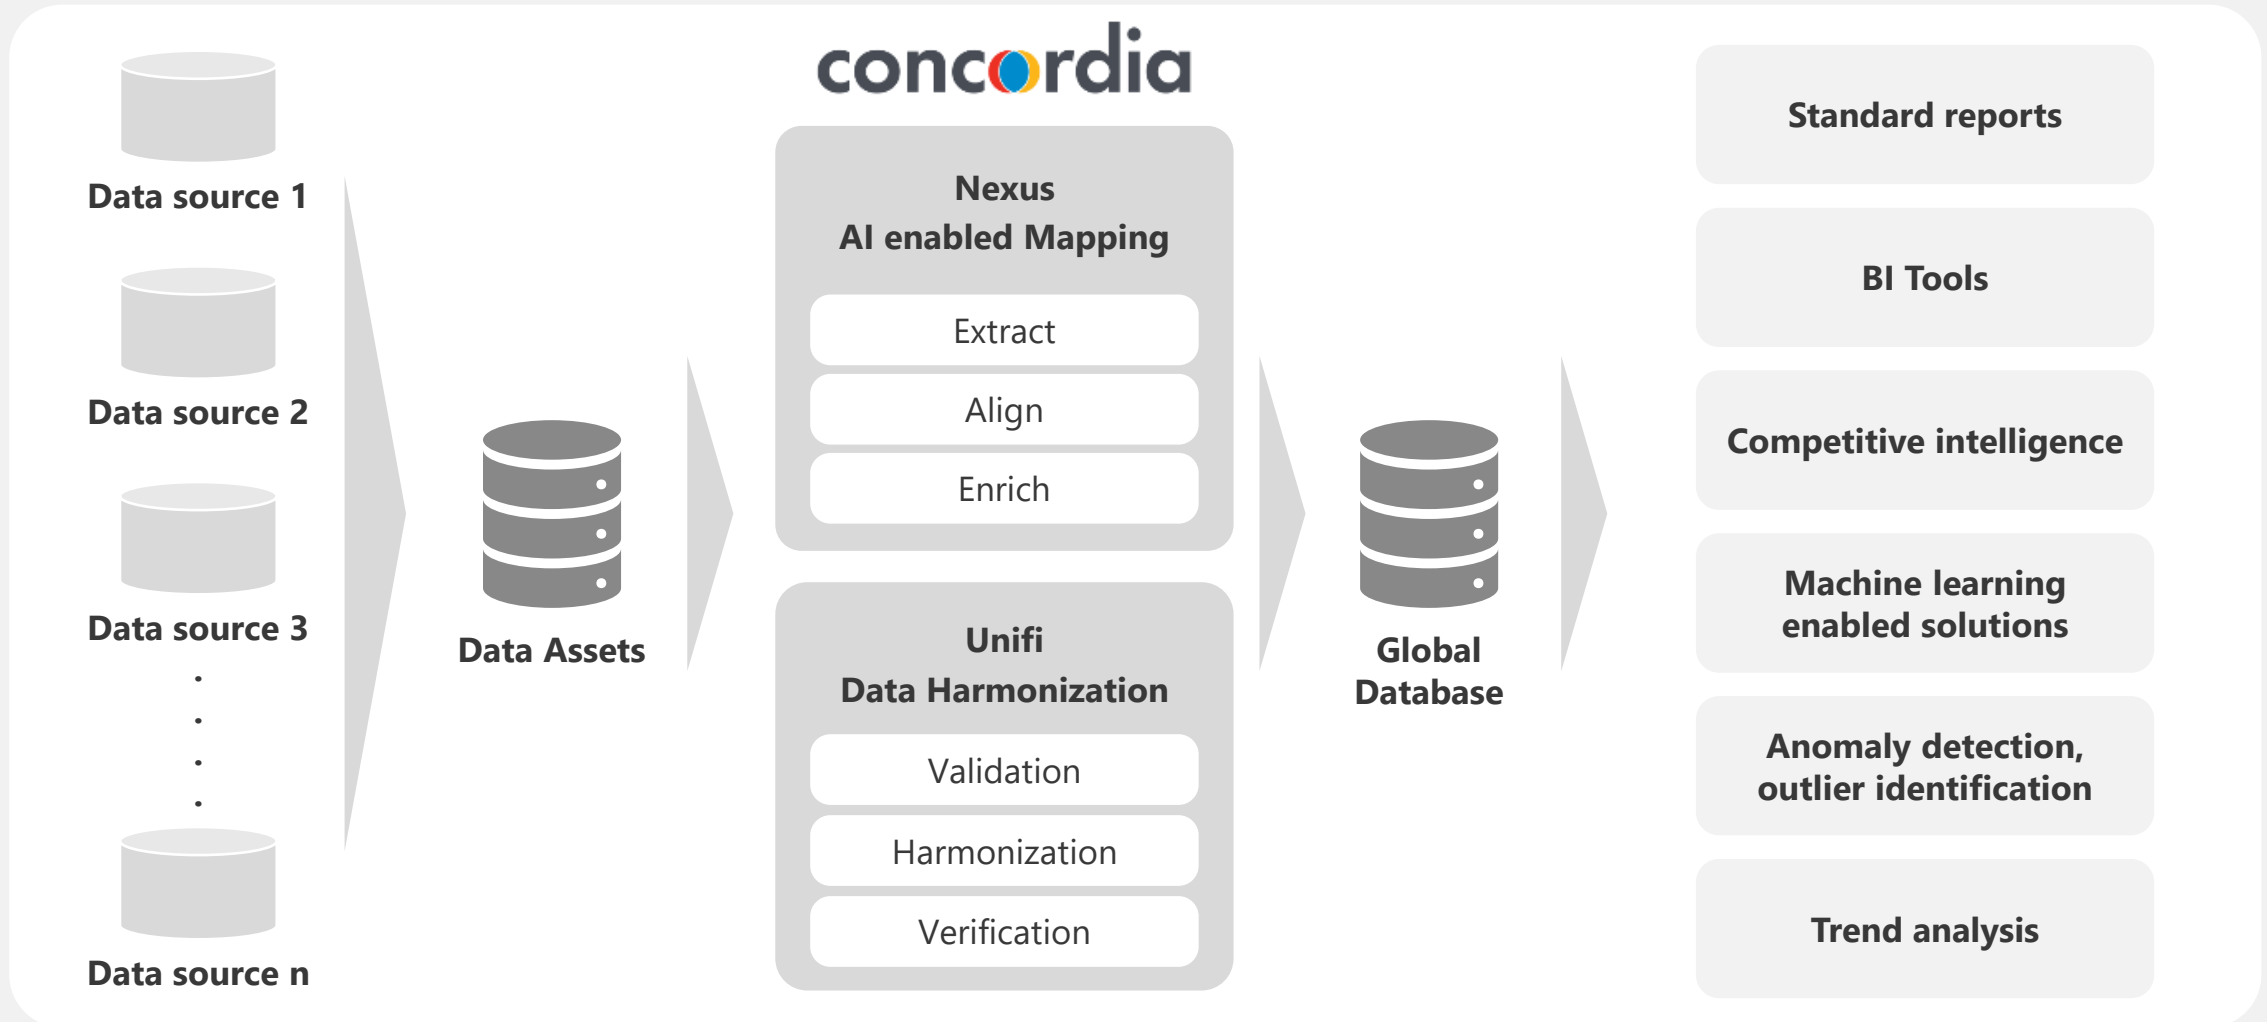 concordia
Data source 1
Data source 2
Data source 3
.
.
.
.
Data source n
Data Assets
Nexus
AI enabled Mapping
Extract
Align
Enrich
Unifi
Data Harmonization
Validation
Harmonization
Verification
Global
Database
Standard reports
BI Tools
Competitive intelligence
Machine learning
enabled solutions
Anomaly detection,
outlier identification
Trend analysis